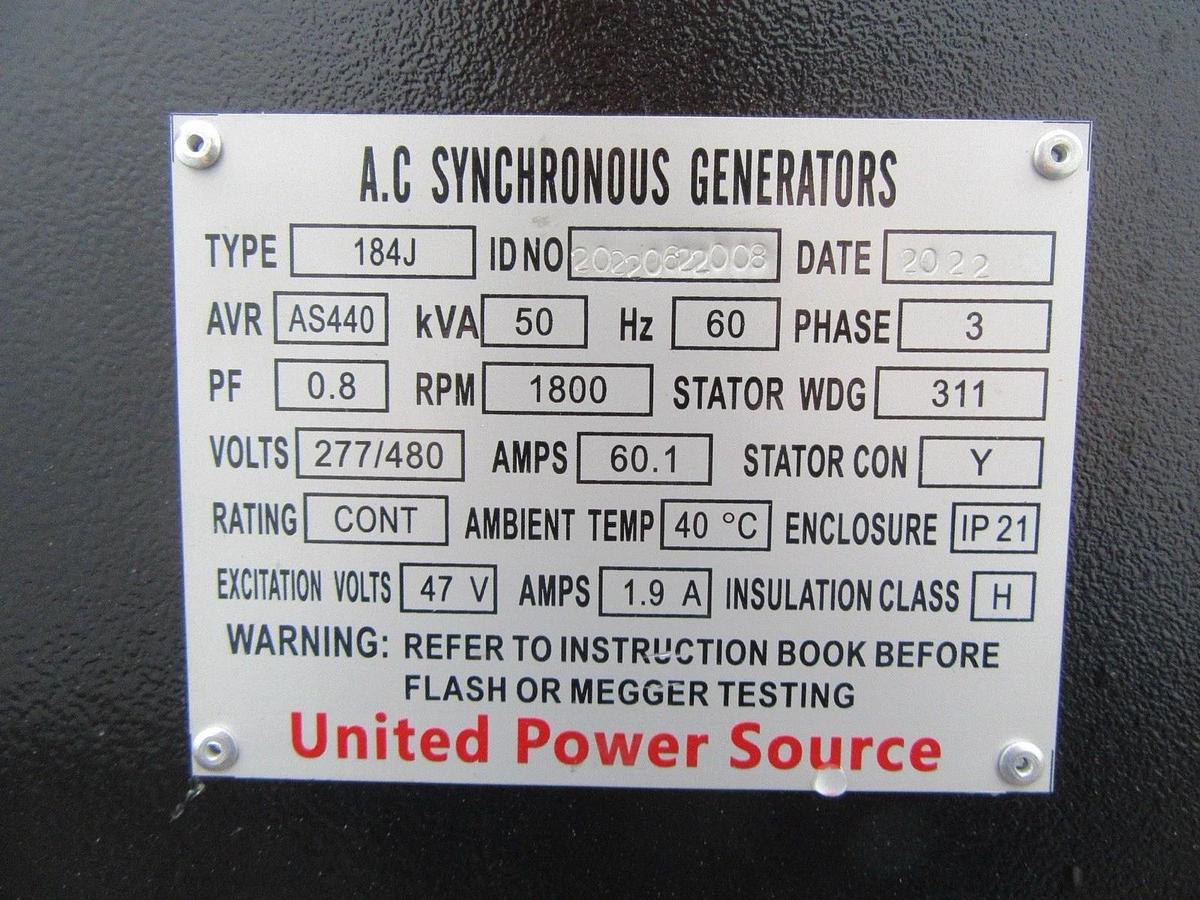 A.C SYNCHRONOUS GENERATORS
TYPE 184J ID NO 20220622008 DATE 2022
AVR AS440 kVA 50 Hz 60 PHASE 3
PF 0.8 RPM 1800 STATOR WDG 311
VOLTS 277/480 AMPS 60.1 STATOR CON Y
RATING CONT AMBIENT TEMP 40 °C ENCLOSURE IP 21
EXCITATION VOLTS 47 V AMPS 1.9 A INSULATION CLASS H
WARNING: REFER TO INSTRUCTION BOOK BEFORE
FLASH OR MEGGER TESTING
United Power Source